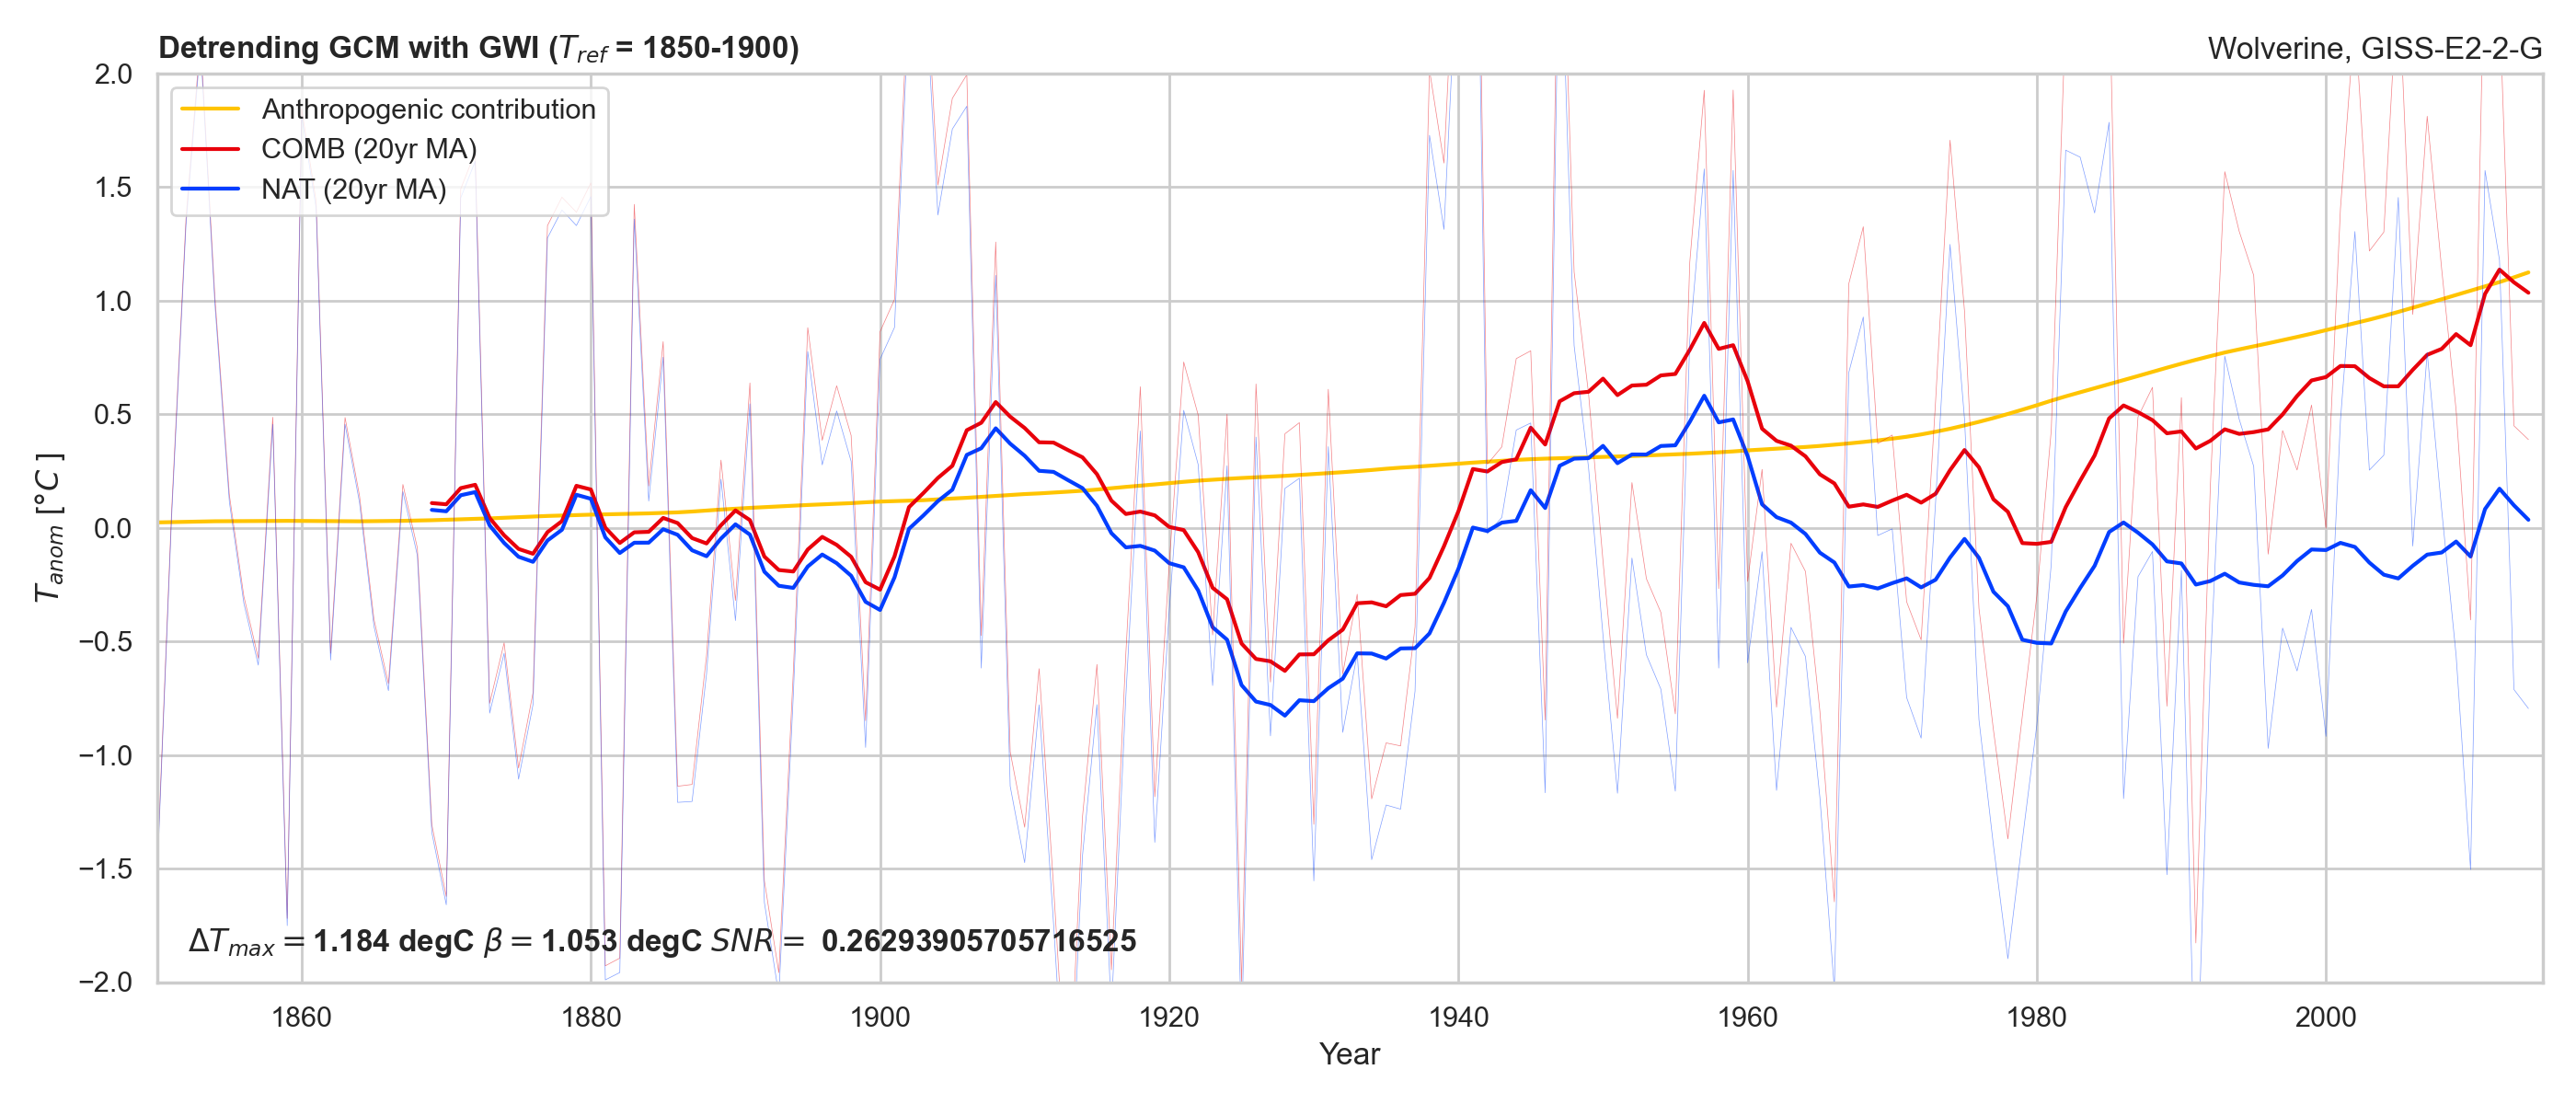 Detrending GCM with GWI (T_ref = 1850-1900)
Wolverine, GISS-E2-2-G
2.0
1.5
1.0
0.5
0.0
−0.5
−1.0
−1.5
−2.0
T_anom [°C ]
Anthropogenic contribution
COMB (20yr MA)
NAT (20yr MA)
ΔT_max = 1.184 degC β = 1.053 degC SNR = 0.26293905705716525
1860 1880 1900 1920 1940 1960 1980 2000
Year